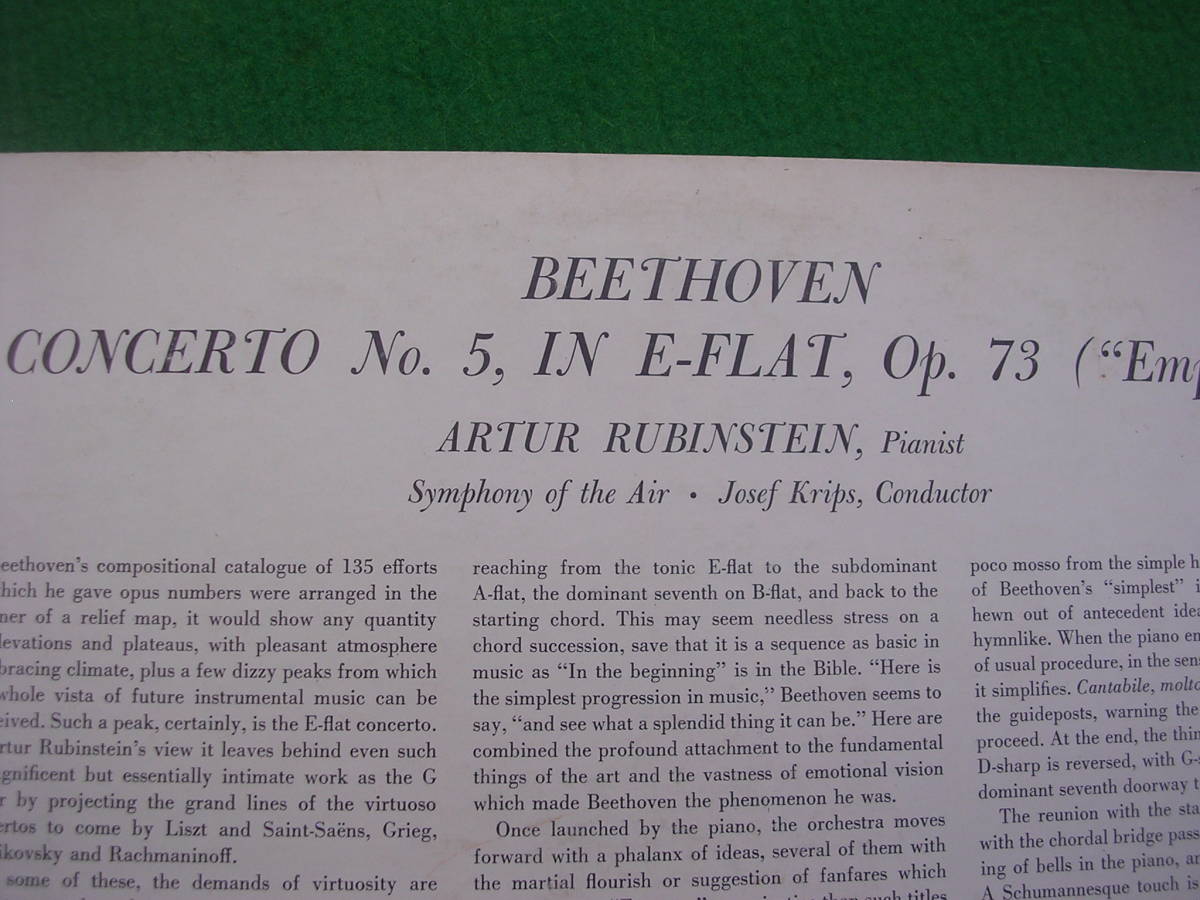 BEETHOVEN
CONCERTO No. 5, IN E-FLAT, Op. 73 ("Emp
ARTUR RUBINSTEIN, Pianist
Symphony of the Air • Josef Krips, Conductor
eethoven's compositional catalogue of 135 efforts
hich he gave opus numbers were arranged in the
ner of a relief map, it would show any quantity
levations and plateaus, with pleasant atmosphere
bracing climate, plus a few dizzy peaks from which
whole vista of future instrumental music can be
eived. Such a peak, certainly, is the E-flat concerto.
rtur Rubinstein's view it leaves behind even such
gnificent but essentially intimate work as the G
r by projecting the grand lines of the virtuoso
ertos to come by Liszt and Saint-Saëns, Grieg,
ikovsky and Rachmaninoff.
some of these, the demands of virtuosity are
reaching from the tonic E-flat to the subdominant
A-flat, the dominant seventh on B-flat, and back to the
starting chord. This may seem needless stress on a
chord succession, save that it is a sequence as basic in
music as "In the beginning" is in the Bible. "Here is
the simplest progression in music," Beethoven seems to
say, "and see what a splendid thing it can be." Here are
combined the profound attachment to the fundamental
things of the art and the vastness of emotional vision
which made Beethoven the phenomenon he was.
Once launched by the piano, the orchestra moves
forward with a phalanx of ideas, several of them with
the martial flourish or suggestion of fanfares which
than such titles
poco mosso from the simple h
of Beethoven's "simplest" i
hewn out of antecedent idea
hymnlike. When the piano en
of usual procedure, in the sens
it simplifies. Cantabile, molto
the guideposts, warning the
proceed. At the end, the thin
D-sharp is reversed, with G-
dominant seventh doorway t
The reunion with the sta
with the chordal bridge pass
ing of bells in the piano, an
A Schumannesque touch is